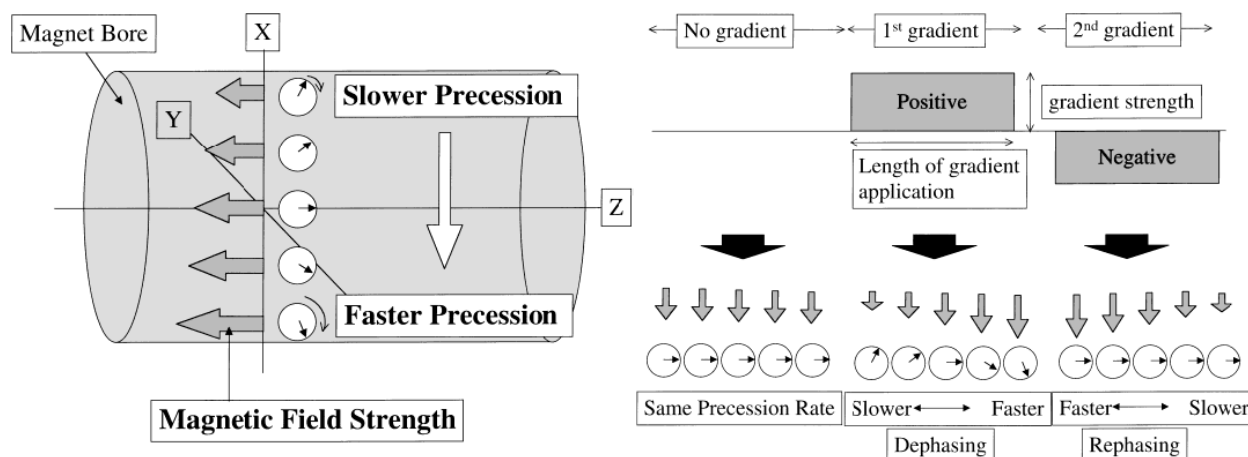 Magnet Bore
X
Slower Precession
Y
Z
Faster Precession
Magnetic Field Strength
No gradient
1st gradient
2nd gradient
Positive
gradient strength
Length of gradient
application
Negative
Same Precession Rate
Slower
Faster
Dephasing
Faster
Slower
Rephasing